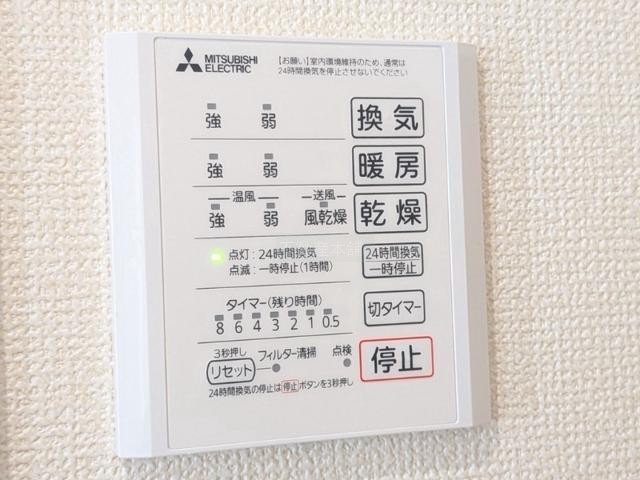 MITSUBISHI
ELECTRIC
【お願い】室内環境維持のため、通常は
24時間換気を停止させないでください
強 弱 換気
強 弱 暖房
温風 送風
強 弱 風乾燥 乾燥
点灯:24時間換気
点滅:一時停止(1時間)
24時間換気
一時停止
タイマー(残り時間)
8 6 4 3 2 1 0.5
切タイマー
3秒押し
リセット フィルター清掃 点検
停止
24時間換気の停止は停止ボタンを3秒押し